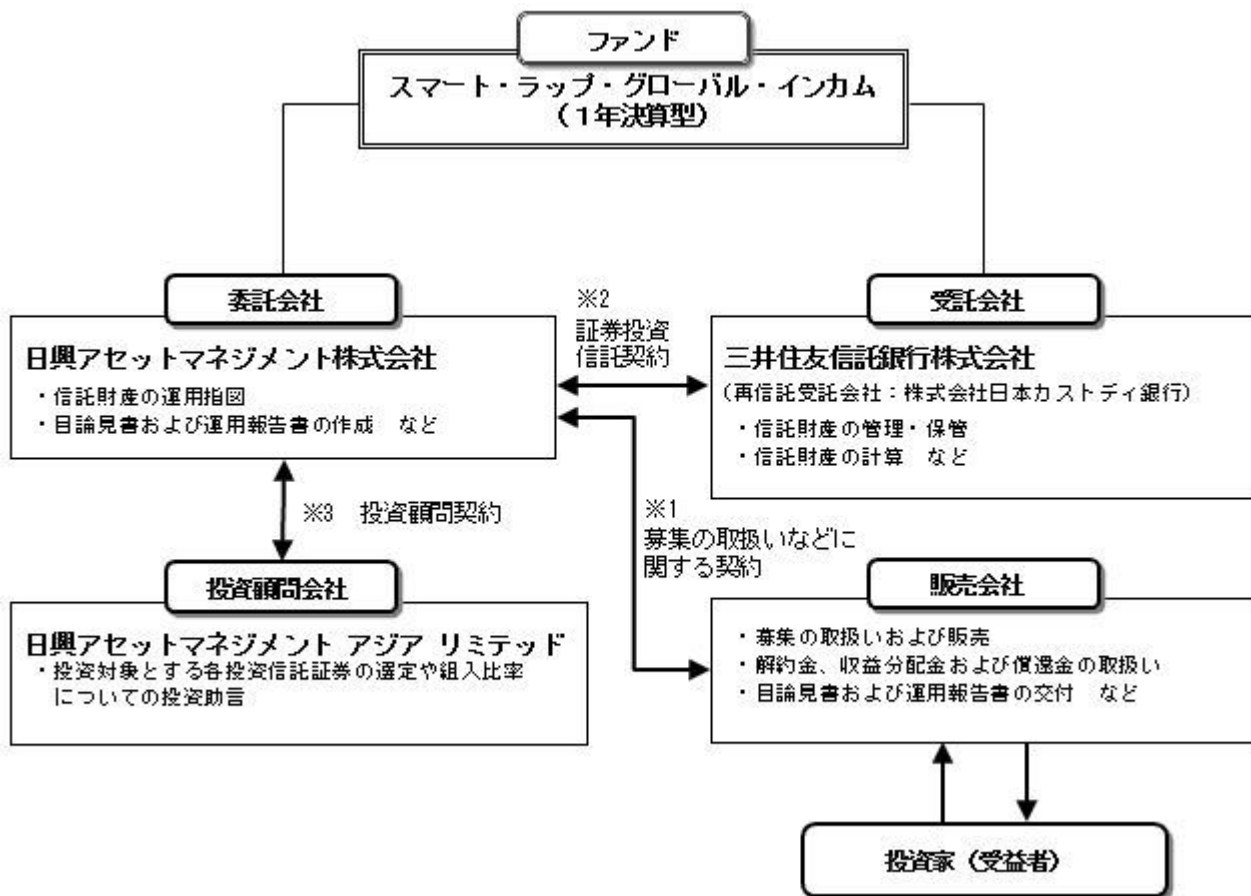 ファンド
スマート・ラップ・グローバル・インカム
（１年決算型）
委託会社
日興アセットマネジメント株式会社
・信託財産の運用指図
・目論見書および運用報告書の作成　など
※2
証券投資
信託契約
受託会社
三井住友信託銀行株式会社
（再信託受託会社：株式会社日本カストディ銀行）
・信託財産の管理・保管
・信託財産の計算　など
※3　投資顧問契約
※1
募集の取扱いなどに
関する契約
投資顧問会社
日興アセットマネジメント アジア リミテッド
・投資対象とする各投資信託証券の選定や組入比率
についての投資助言
販売会社
・募集の取扱いおよび販売
・解約金、収益分配金および償還金の取扱い
・目論見書および運用報告書の交付　など
投資家（受益者）